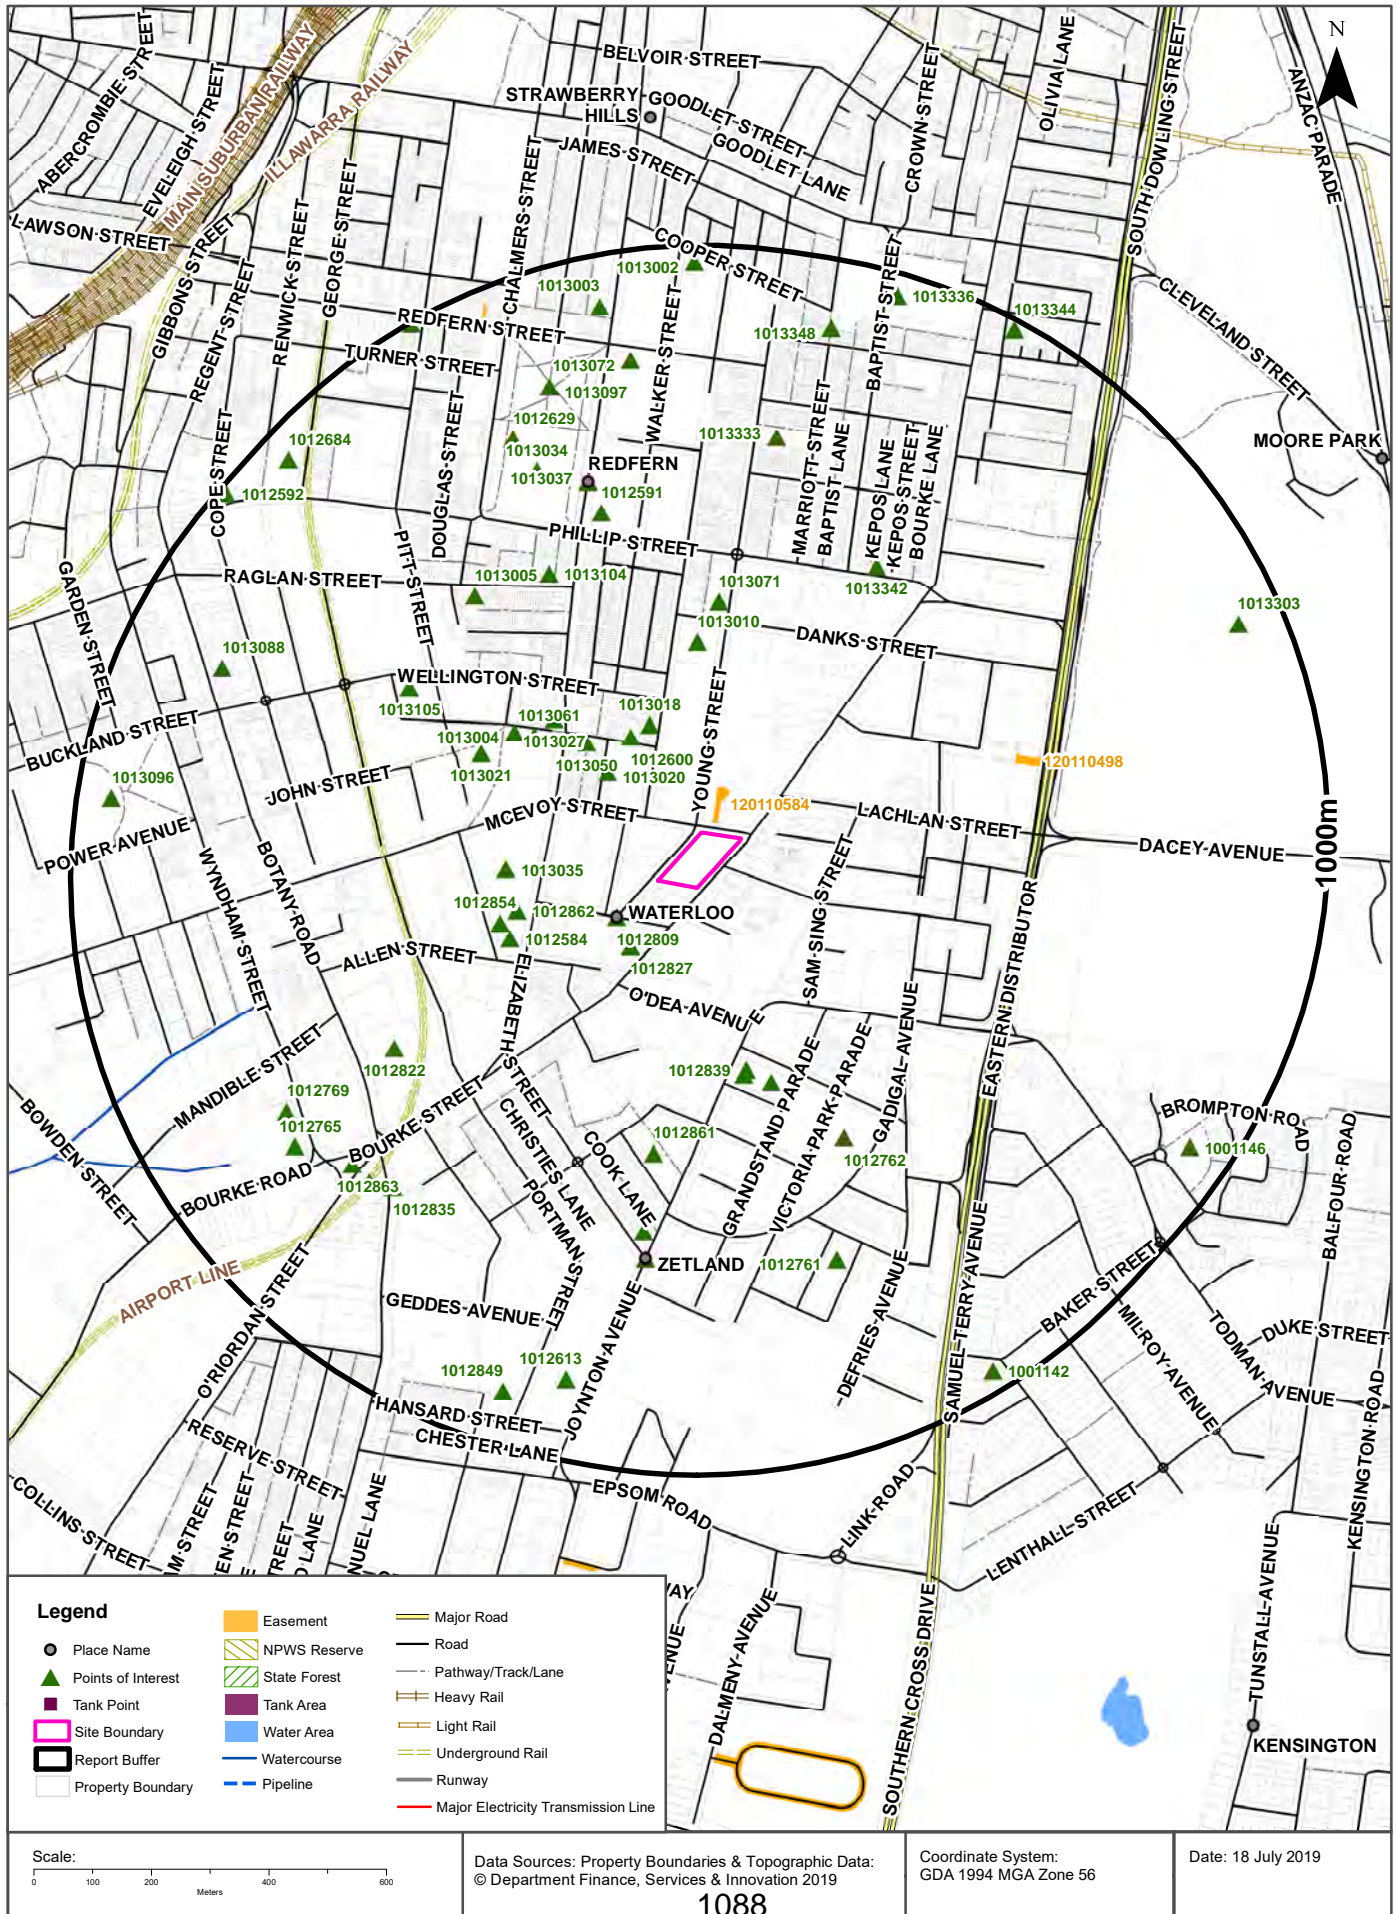 N
BELVOIR STREET
STRAWBERRY
HILLS
GOODLET STREET
GOODLET LANE
JAMES STREET
CROWN STREET
OLIVIA LANE
SOUTH DOWLING STREET
ANZAC PARADE
ABERCROMBIE STREET
EVELEIGH STREET
MAIN SUBURBAN RAILWAY
ILLAWARRA RAILWAY
LAWSON STREET
GIBBONS STREET
REGENT STREET
RENWICK STREET
GEORGE STREET
CHALMERS STREET
COOPER STREET
1013002
1013003
1013336
1013344
1013348
CLEVELAND STREET
REDFERN STREET
TURNER STREET
WALKER STREET
BAPTIST STREET
1013072
1013097
1012629
1013034
1013037
1013333
MOORE PARK
1012684
1012592
COPE STREET
DOUGLAS STREET
REDFERN
1012591
MARRIOTT STREET
BAPTIST LANE
KEPOS LANE
KEPOS STREET
BOURKE LANE
PHILLIP STREET
PITT STREET
GARDEN STREET
RAGLAN STREET
1013005
1013104
1013071
1013342
1013303
1013010
DANKS STREET
1013088
WELLINGTON STREET
1013105
1013018
1013061
1013004
1013027
1012600
1013021
1013050
1013020
YOUNG STREET
BUCKLAND STREET
120110498
1013096
JOHN STREET
MCEVOY STREET
120110584
LACHLAN STREET
DACEY AVENUE
1000m
POWER AVENUE
WYNDHAM STREET
BOTANY ROAD
1013035
SAM SING STREET
1012854
1012862
WATERLOO
1012584
1012809
1012827
ALLEN STREET
ELIZABETH STREET
O'DEA AVENUE
EASTERN DISTRIBUTOR
MANDIBLE STREET
1012822
1012839
GRANDSTAND PARADE
VICTORIA PARK PARADE
GADIGAL AVENUE
1012769
1012765
BOWDEN STREET
BOURKE STREET
CHRISTIES LANE
COOK LANE
1012861
1012762
BROMPTON ROAD
1001146
BALFOUR ROAD
BOURKE ROAD
1012863
1012835
PORTMAN STREET
AIRPORT LINE
O'RIORDAN STREET
ZETLAND
1012761
DEFRIES AVENUE
SAMUEL TERRY AVENUE
BAKER STREET
GEDDES AVENUE
JOYNTON AVENUE
MILROY AVENUE
TODMAN AVENUE
DUKE STREET
1012849
1012613
1001142
KENSINGTON ROAD
HANSARD STREET
CHESTER LANE
RESERVE STREET
COLLINS STREET
AM STREET
EN STREET
TREET
D LANE
NUEL LANE
EPSOM ROAD
LINK ROAD
LENTHALL STREET
TUNSTALL AVENUE
WAY
VENUE
DALMENY AVENUE
SOUTHERN CROSS DRIVE
KENSINGTON
Legend
Place Name
Points of Interest
Tank Point
Site Boundary
Report Buffer
Property Boundary
Easement
NPWS Reserve
State Forest
Tank Area
Water Area
Watercourse
Pipeline
Major Road
Road
Pathway/Track/Lane
Heavy Rail
Light Rail
Underground Rail
Runway
Major Electricity Transmission Line
Scale:
0 100 200 400 600
Meters
Data Sources: Property Boundaries & Topographic Data:
© Department Finance, Services & Innovation 2019
1088
Coordinate System:
GDA 1994 MGA Zone 56
Date: 18 July 2019